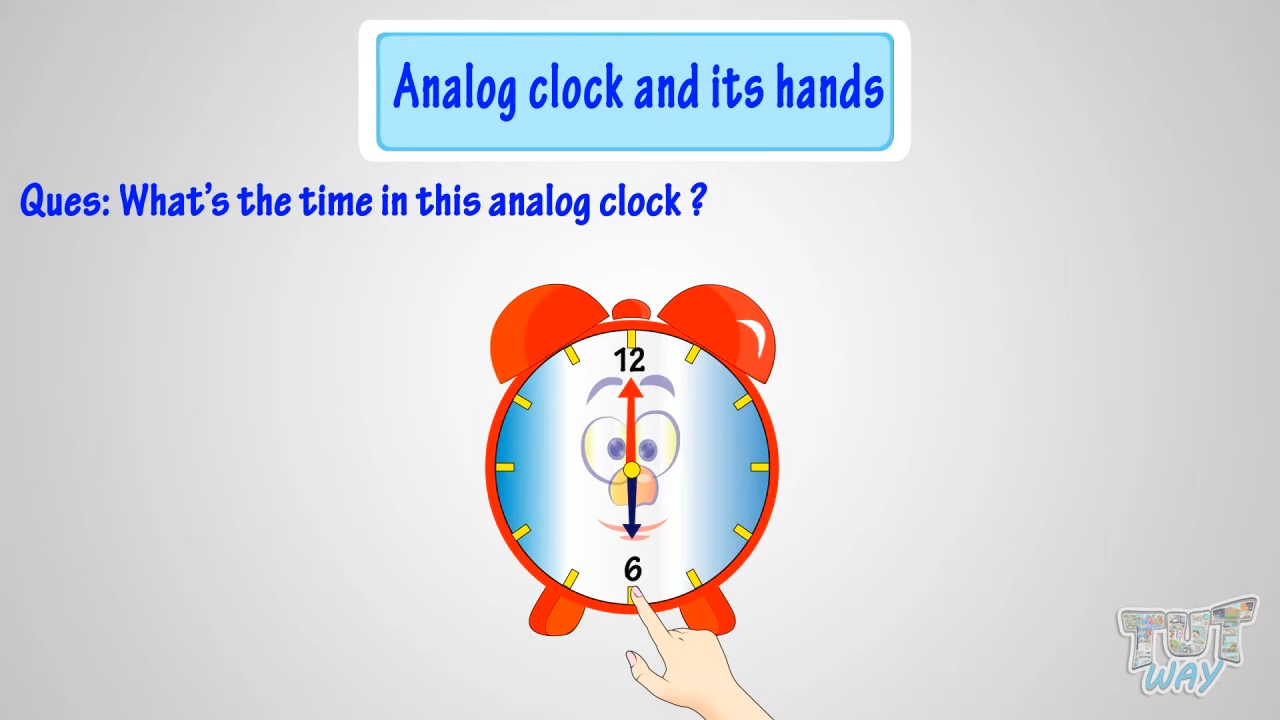 Analog clock and its hands
Ques: What's the time in this analog clock ?
12
6
TUT
WAY